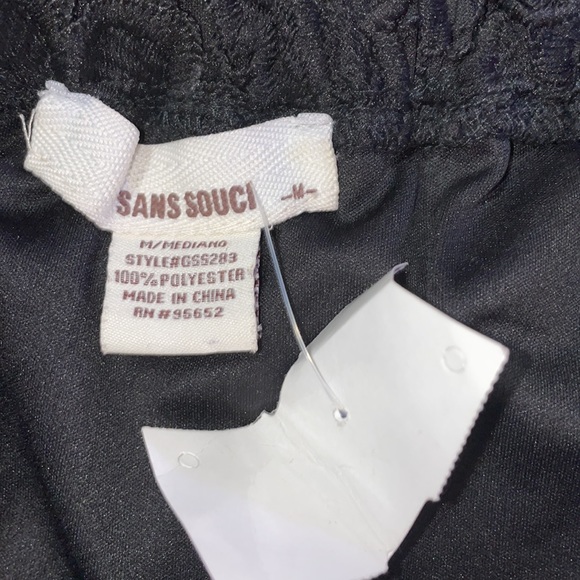 SANS SOUCI -M-
M/MEDIANO
STYLE#GSS283
100% POLYESTER
MADE IN CHINA
RN #95652